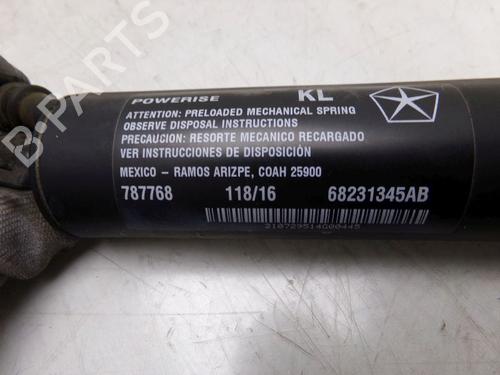 POWERISE KL
ATTENTION: PRELOADED MECHANICAL SPRING
OBSERVE DISPOSAL INSTRUCTIONS
PRECAUCION: RESORTE MECANICO RECARGADO
VER INSTRUCCIONES DE DISPOSICIÓN
MEXICO – RAMOS ARIZPE, COAH 25900
787768 118/16 68231345AB
210729514G00445
B-Parts